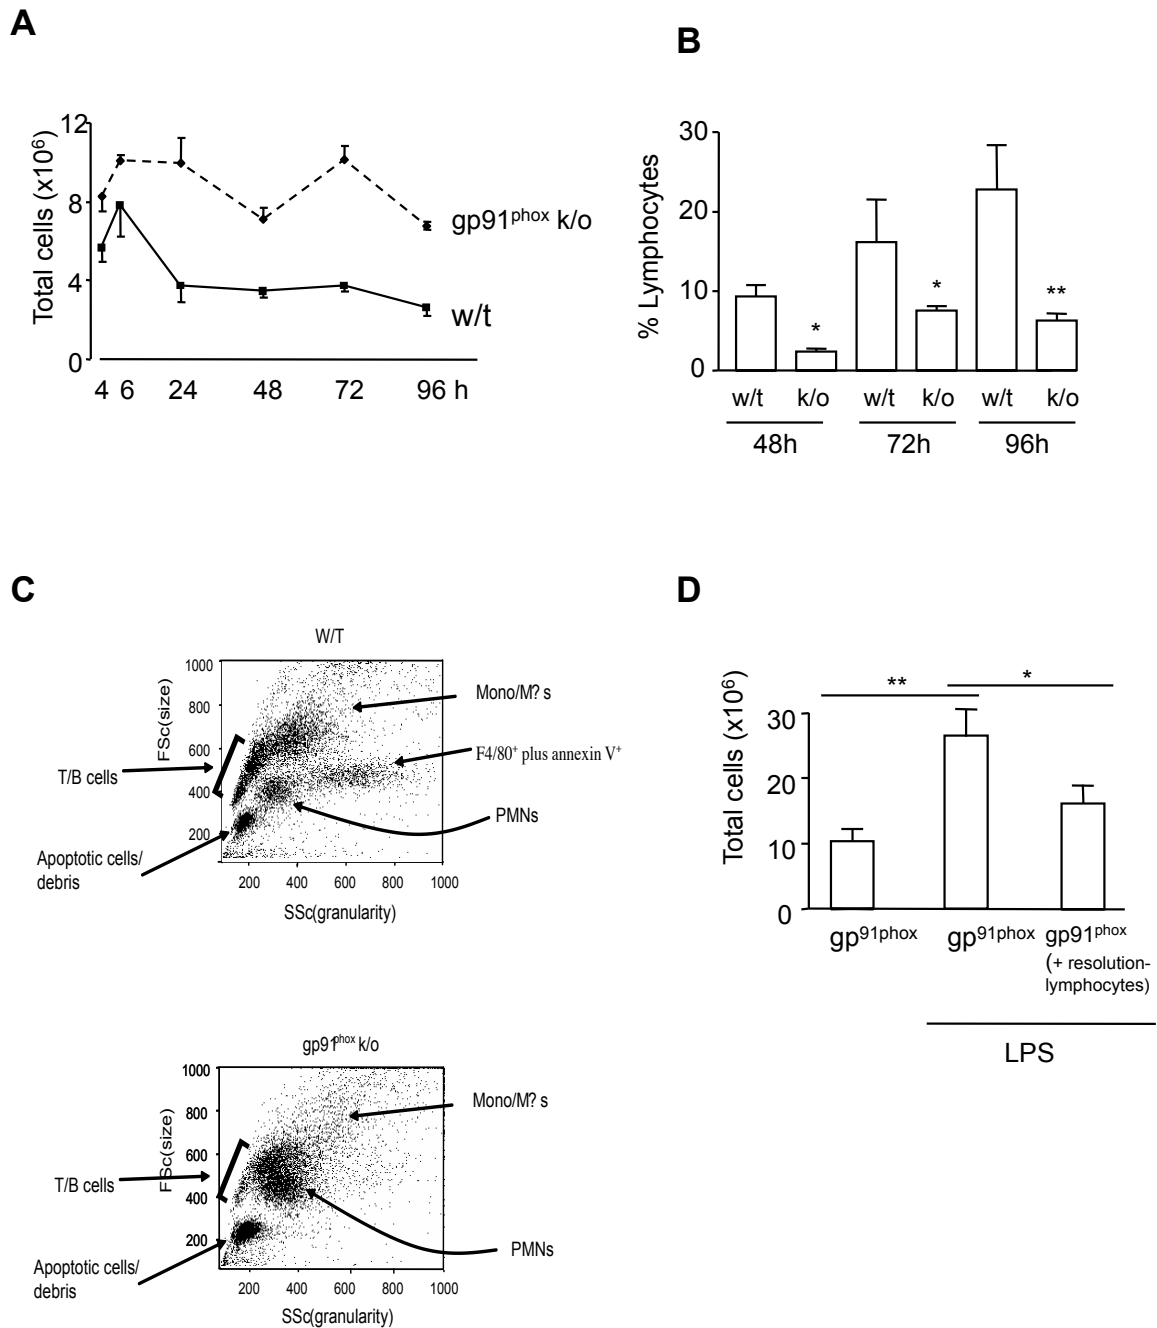 A
Total cells (x10⁶)
12
8
4
0
gp91ᵖʰᵒˣ k/o
w/t
4 6 24 48 72 96 h
B
% Lymphocytes
30
20
10
0
*
*
**
w/t k/o w/t k/o w/t k/o
48h 72h 96h
C
W/T
FSc(size)
1000
800
600
400
200
Mono/M? s
F4/80⁺ plus annexin V⁺
T/B cells
PMNs
Apoptotic cells/
debris
200 400 600 800 1000
SSc(granularity)
gp91ᵖʰᵒˣ k/o
FSc(size)
1000
800
600
400
200
Mono/M? s
T/B cells
PMNs
Apoptotic cells/
debris
200 400 600 800 1000
SSc(granularity)
D
Total cells (x10⁶)
30
20
10
0
** *
gp⁹¹ᵖʰᵒˣ gp⁹¹ᵖʰᵒˣ gp91ᵖʰᵒˣ
(+ resolution-
lymphocytes)
LPS